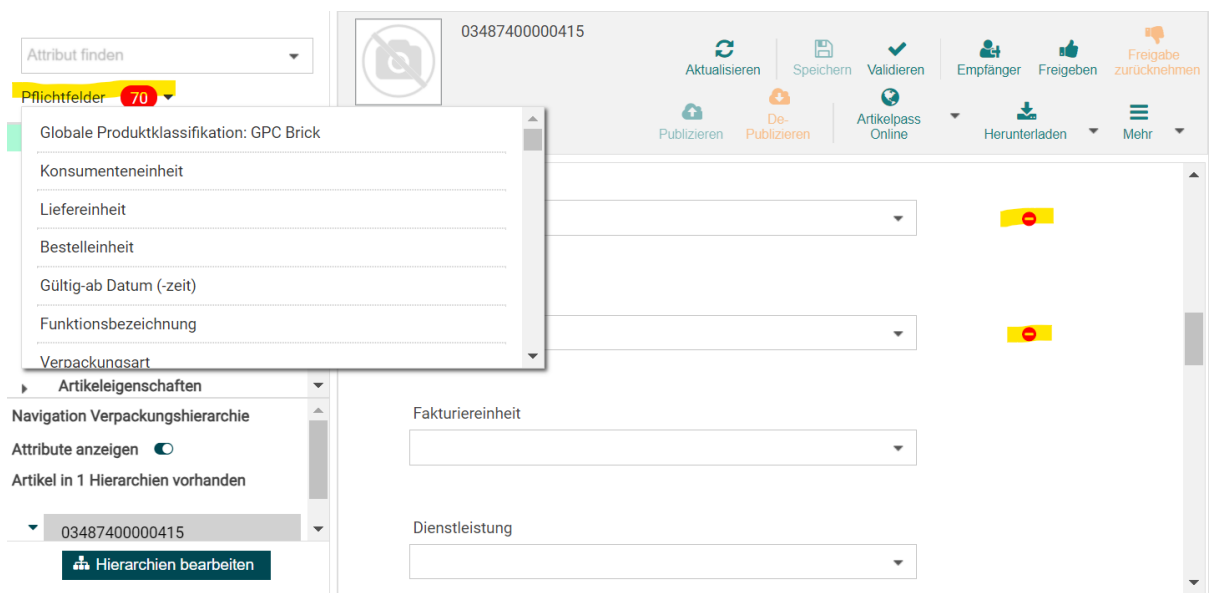 Attribut finden
Pflichtfelder 70
Globale Produktklassifikation: GPC Brick
Konsumenteneinheit
Liefereinheit
Bestelleinheit
Gültig-ab Datum (-zeit)
Funktionsbezeichnung
Verpackungsart
Artikeleigenschaften
Navigation Verpackungshierarchie
Attribute anzeigen
Artikel in 1 Hierarchien vorhanden
03487400000415
Hierarchien bearbeiten
03487400000415
Aktualisieren
Speichern
Validieren
Empfänger
Freigeben
Freigabe
zurücknehmen
Publizieren
De-
Publizieren
Artikelpass
Online
Herunterladen
Mehr
Fakturiereinheit
Dienstleistung